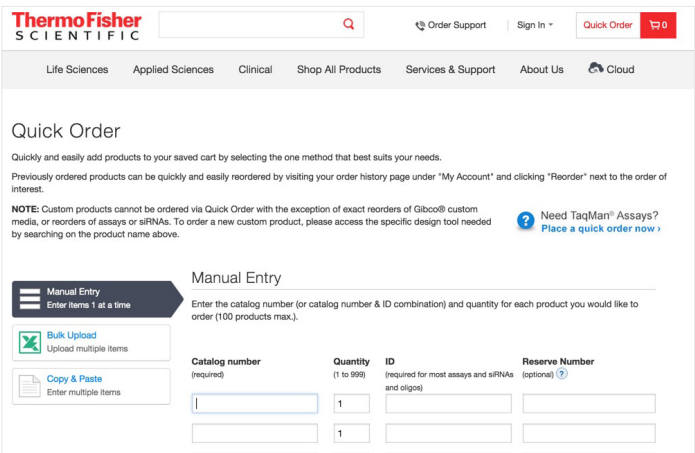 ThermoFisher
SCIENTIFIC
Order Support
Sign In
Quick Order
0
Life Sciences
Applied Sciences
Clinical
Shop All Products
Services & Support
About Us
Cloud
Quick Order
Quickly and easily add products to your saved cart by selecting the one method that best suits your needs.
Previously ordered products can be quickly and easily reordered by visiting your order history page under "My Account" and clicking "Reorder" next to the order of
interest.
NOTE: Custom products cannot be ordered via Quick Order with the exception of exact reorders of Gibco® custom
media, or reorders of assays or siRNAs. To order a new custom product, please access the specific design tool needed
by searching on the product name above.
? Need TaqMan® Assays?
Place a quick order now ›
Manual Entry
Enter items 1 at a time
Bulk Upload
Upload multiple items
Copy & Paste
Enter multiple items
Manual Entry
Enter the catalog number (or catalog number & ID combination) and quantity for each product you would like to
order (100 products max.).
Catalog number
(required)
Quantity
(1 to 999)
ID
(required for most assays and siRNAs
and oligos)
Reserve Number
(optional) ?
1
1